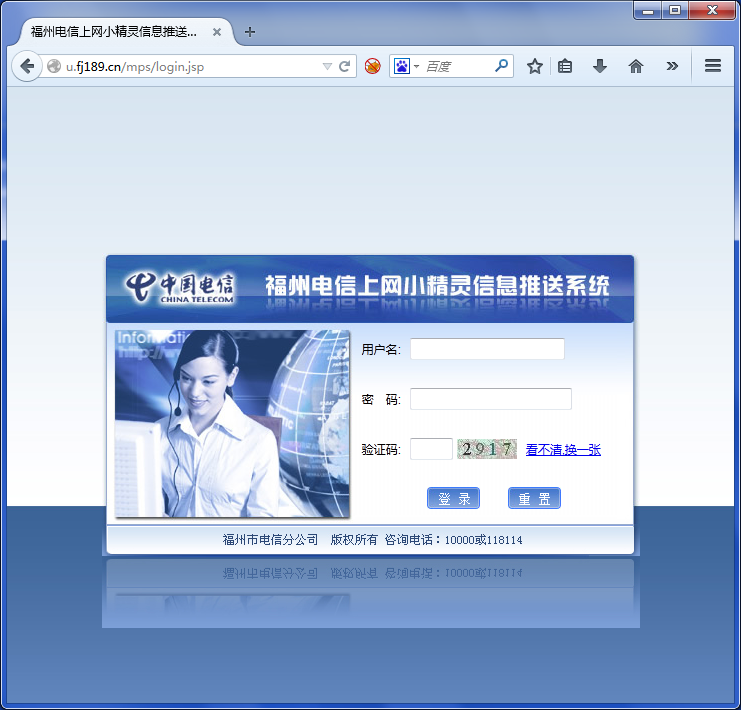 福州电信上网小精灵信息推送...
u.fj189.cn/mps/login.jsp
百度
中国电信
CHINA TELECOM
福州电信上网小精灵信息推送系统
Informati
http://w
用户名:
密 码:
验证码:
2917
看不清,换一张
登 录
重 置
福州市电信分公司 版权所有 咨询电话：10000或118114